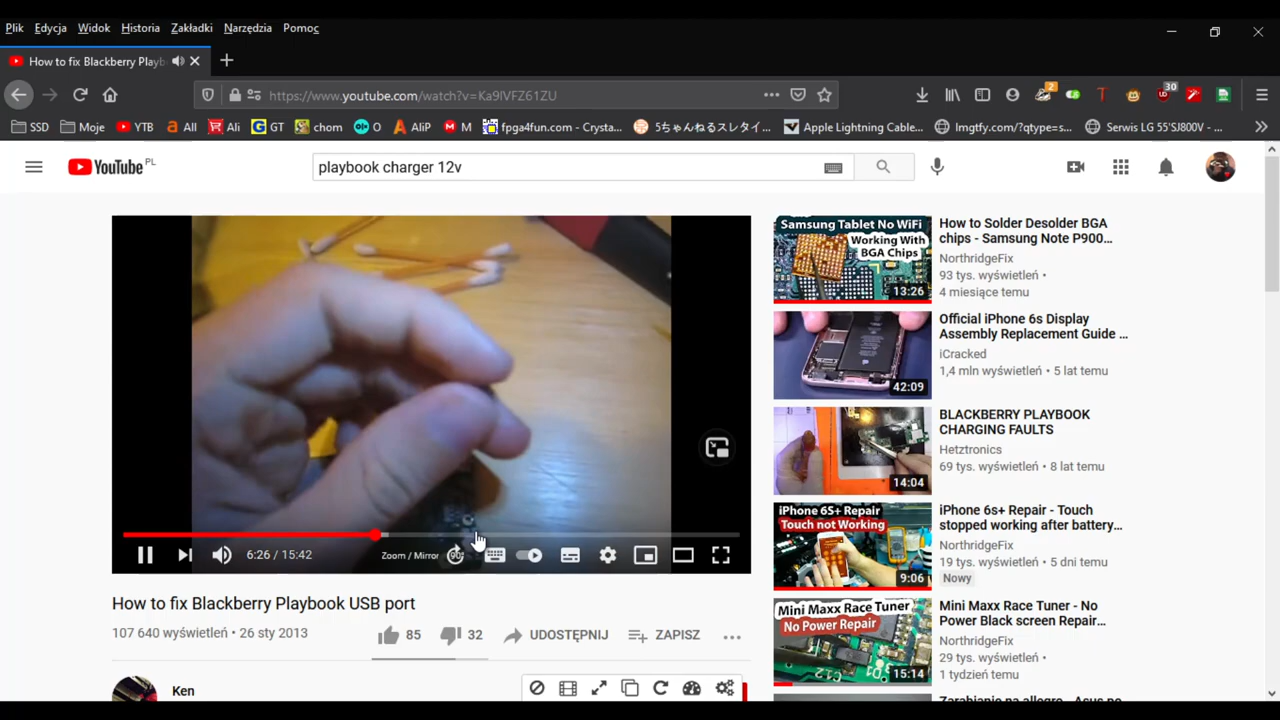 Plik Edycja Widok Historia Zakładki Narzędzia Pomoc
How to fix Blackberry Playb
https://www.youtube.com/watch?v=Ka9IVFZ61ZU
2
30
SSD Moje YTB All Ali GT chom O AliP M fpga4fun.com - Crysta... 5ちゃんねるスレタイ... Apple Lightning Cable... lmgtfy.com/?qtype=s... Serwis LG 55'SJ800V - ...
YouTube PL
playbook charger 12v
6:26 / 15:42
Zoom / Mirror
90
How to fix Blackberry Playbook USB port
107 640 wyświetleń • 26 sty 2013
85 32 UDOSTĘPNIJ ZAPISZ
Ken
Samsung Tablet No WiFi
Working With
BGA Chips
13:26
How to Solder Desolder BGA
chips - Samsung Note P900...
NorthridgeFix
93 tys. wyświetleń •
4 miesiące temu
42:09
Official iPhone 6s Display
Assembly Replacement Guide ...
iCracked
1,4 mln wyświetleń • 5 lat temu
14:04
BLACKBERRY PLAYBOOK
CHARGING FAULTS
Hetztronics
69 tys. wyświetleń • 8 lat temu
iPhone 6S+ Repair
Touch not Working
9:06
iPhone 6s+ Repair - Touch
stopped working after battery...
NorthridgeFix
19 tys. wyświetleń • 5 dni temu
Nowy
Mini Maxx Race Tuner
No Power Repair
15:14
Mini Maxx Race Tuner - No
Power Black screen Repair...
NorthridgeFix
29 tys. wyświetleń •
1 tydzień temu
Zarabianie na allegro - Asus no